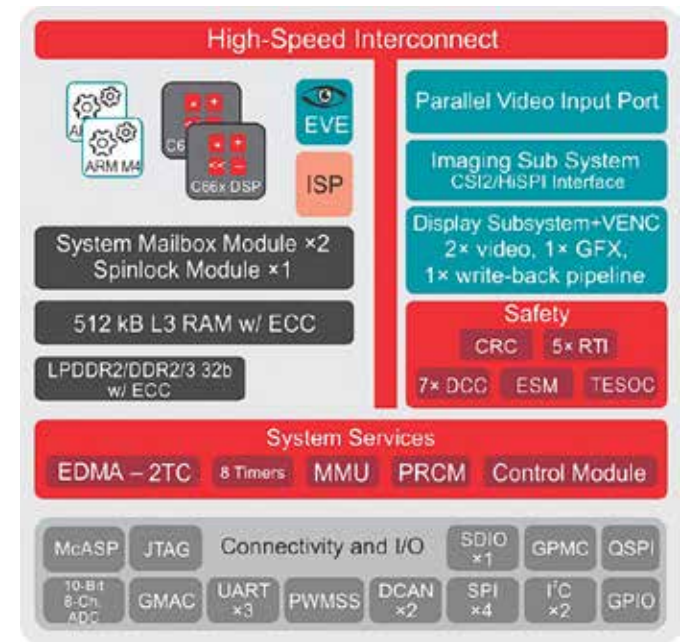 High-Speed Interconnect
ARM M4
C66x DSP
EVE
ISP
Parallel Video Input Port
Imaging Sub System
CSI2/HiSPI Interface
Display Subsystem+VENC
2× video, 1× GFX,
1× write-back pipeline
System Mailbox Module ×2
Spinlock Module ×1
512 kB L3 RAM w/ ECC
LPDDR2/DDR2/3 32b
w/ ECC
Safety
CRC
5× RTI
7× DCC
ESM
TESOC
System Services
EDMA – 2TC
8 Timers
MMU
PRCM
Control Module
McASP
JTAG
Connectivity and I/O
SDIO
×1
GPMC
QSPI
10-Bit
8-Ch.
ADC
GMAC
UART
×3
PWMSS
DCAN
×2
SPI
×4
I²C
×2
GPIO